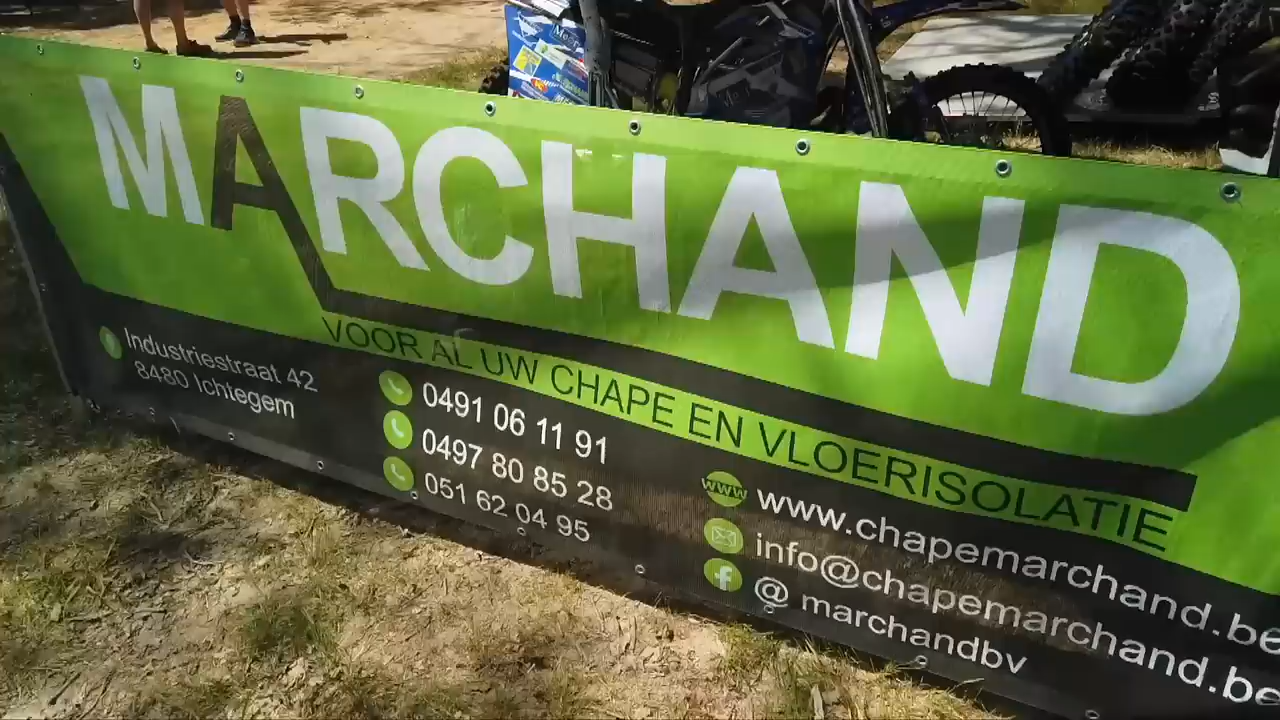 MARCHAND
VOOR AL UW CHAPE EN VLOERISOLATIE
Industriestraat 42
8480 Ichtegem
0491 06 11 91
0497 80 85 28
051 62 04 95
www www.chapemarchand.be
info@chapemarchand.be
f @ marchandbv